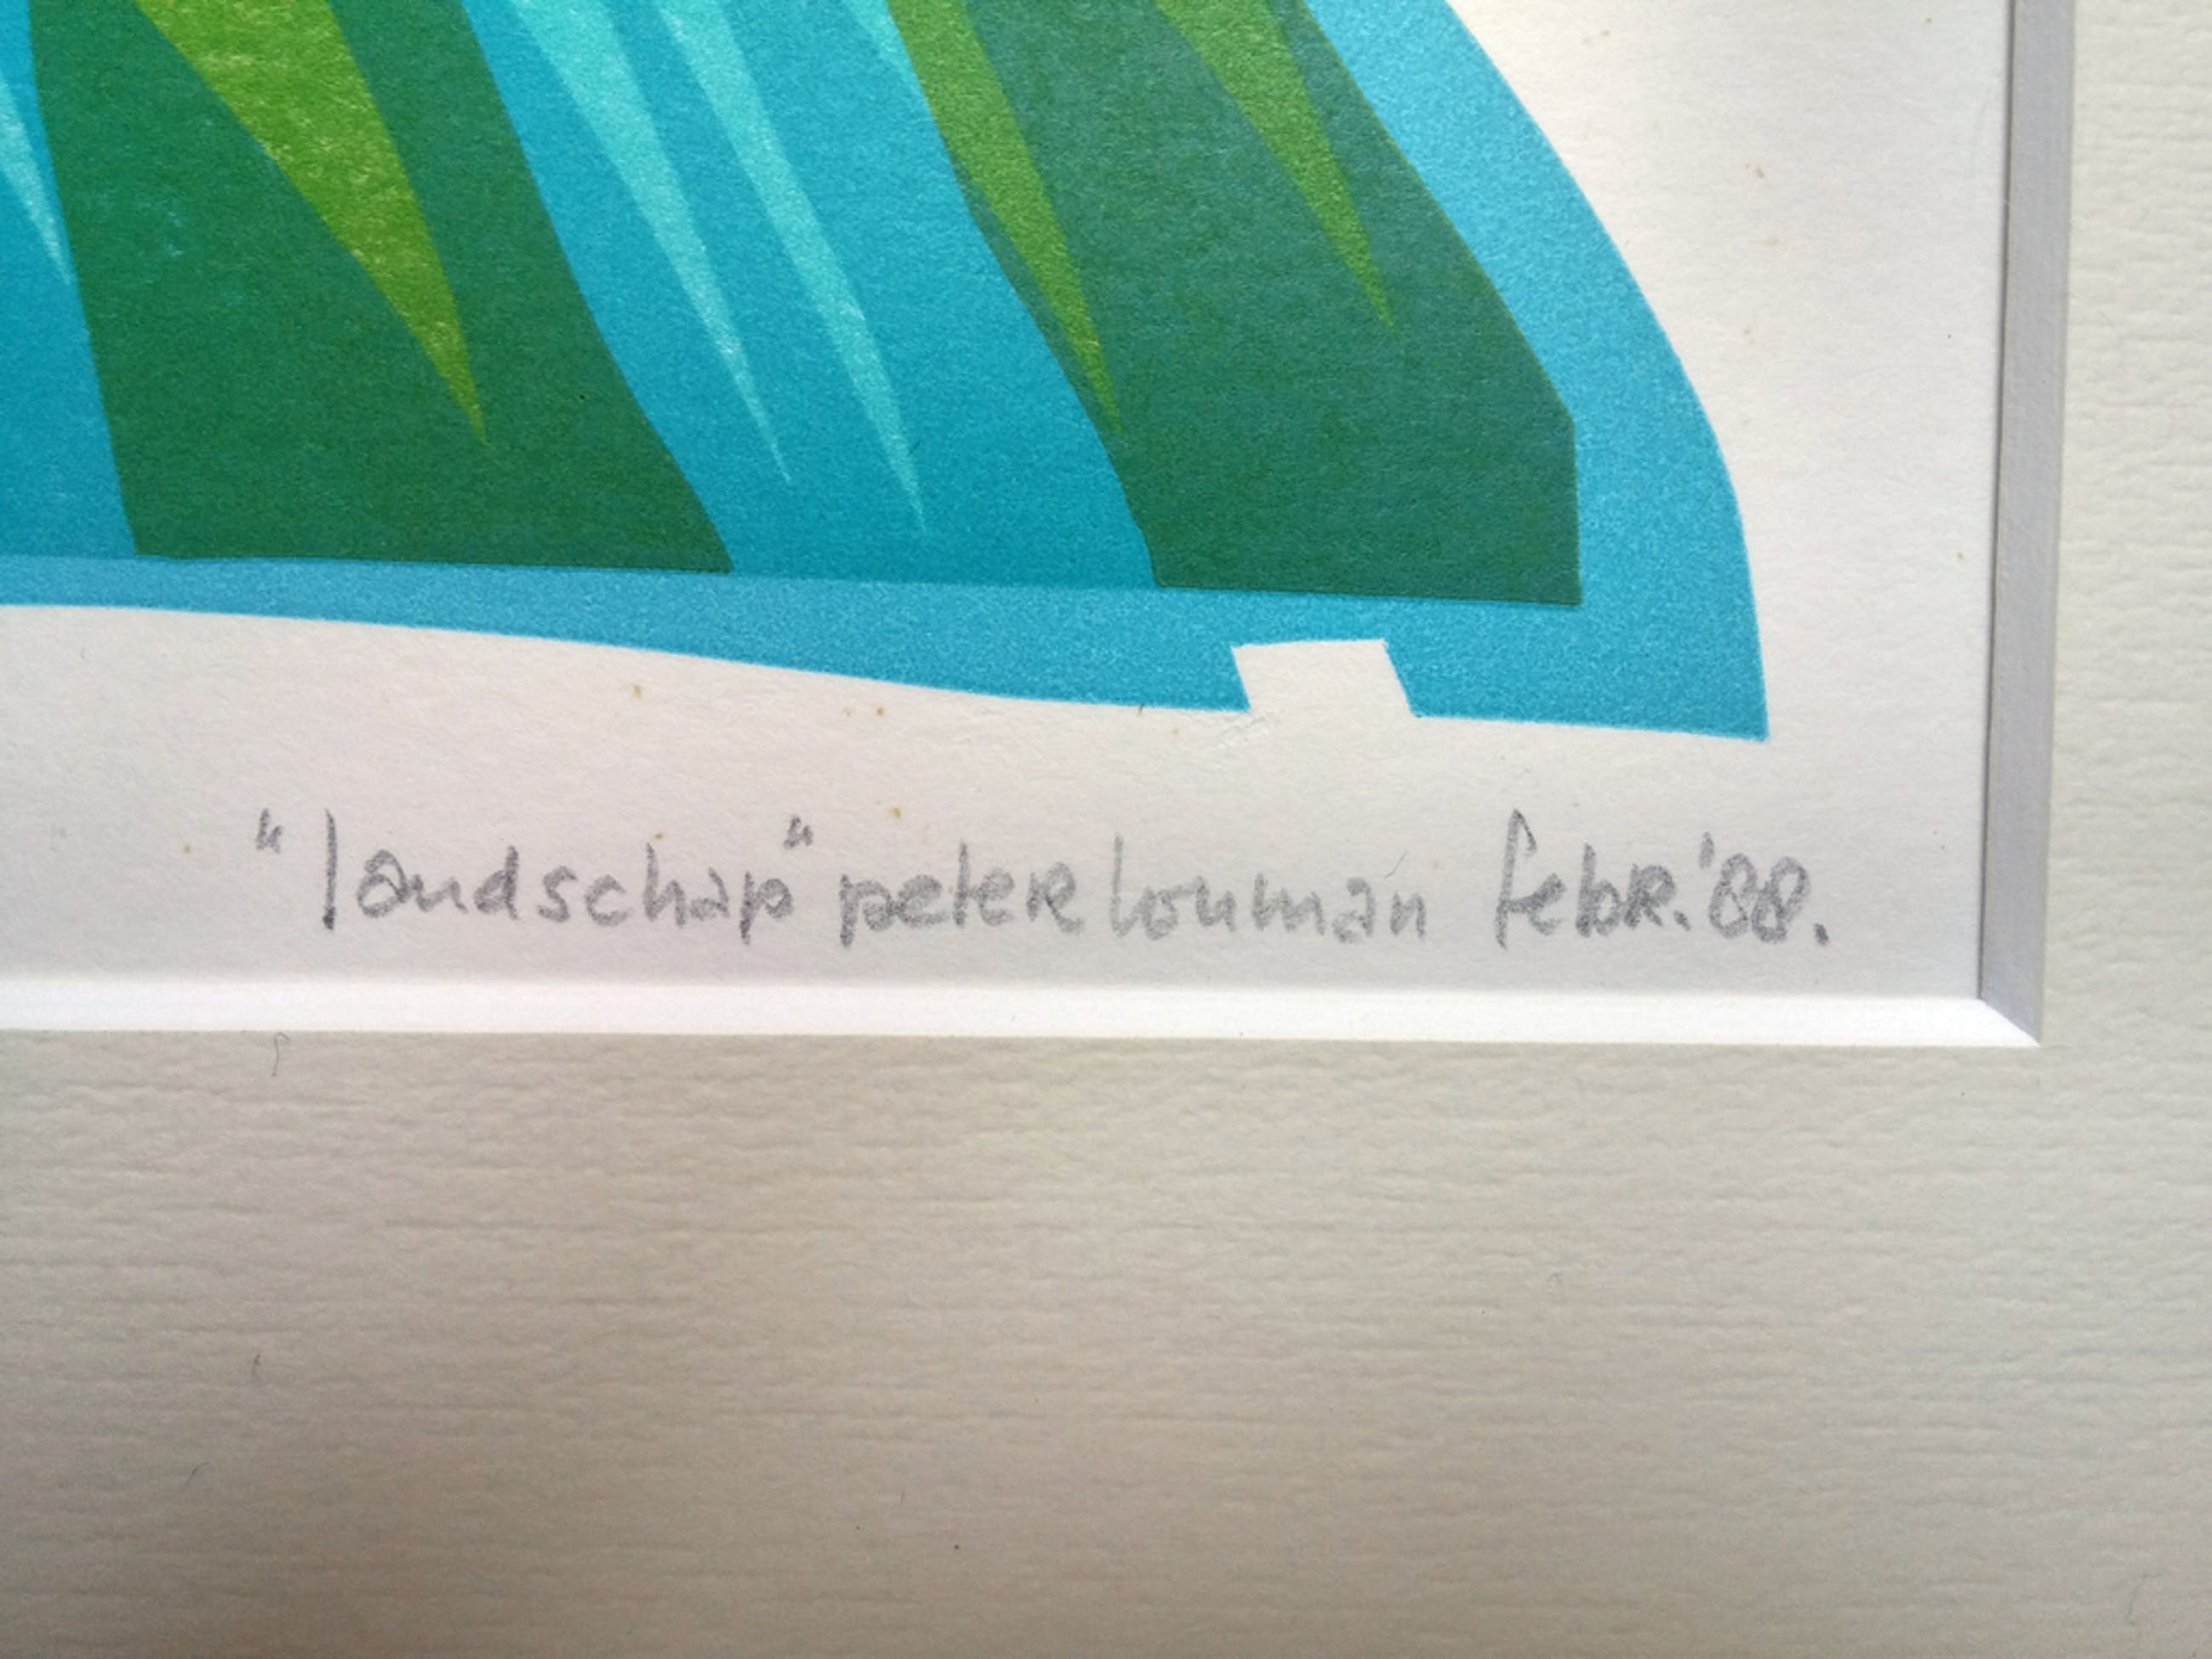 "landschap" peter louman febr. '88.